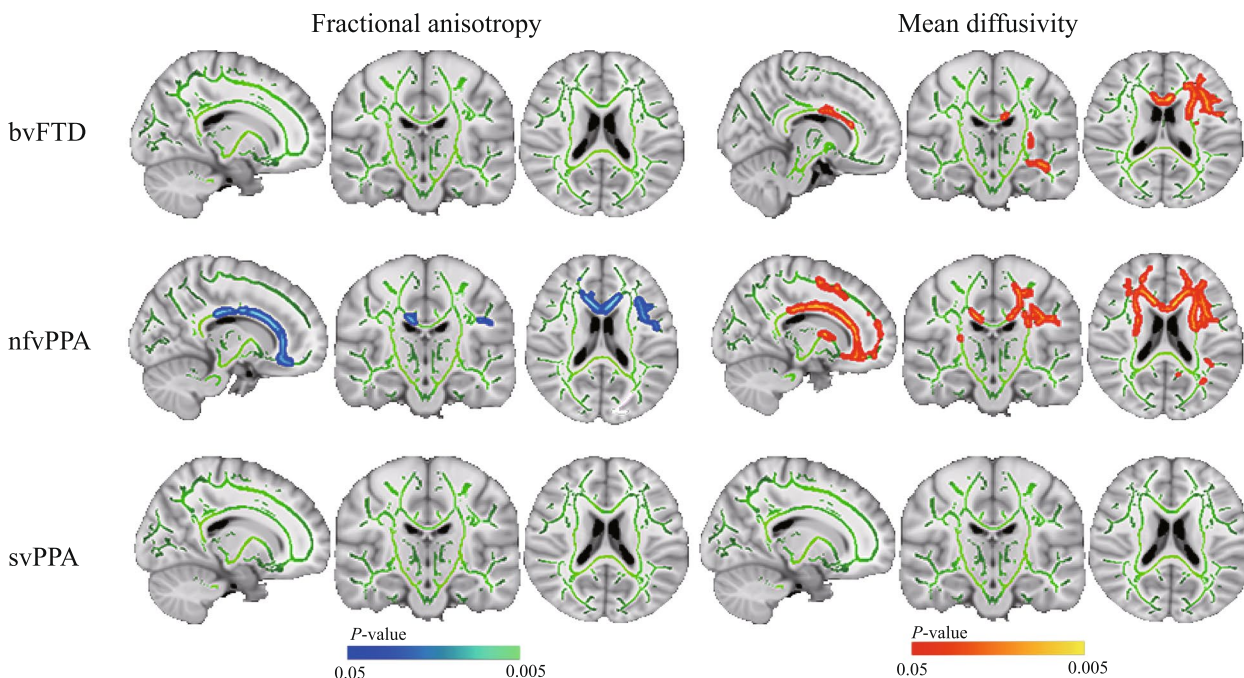 Fractional anisotropy
Mean diffusivity
bvFTD
nfvPPA
svPPA
P-value
0.05 0.005
P-value
0.05 0.005